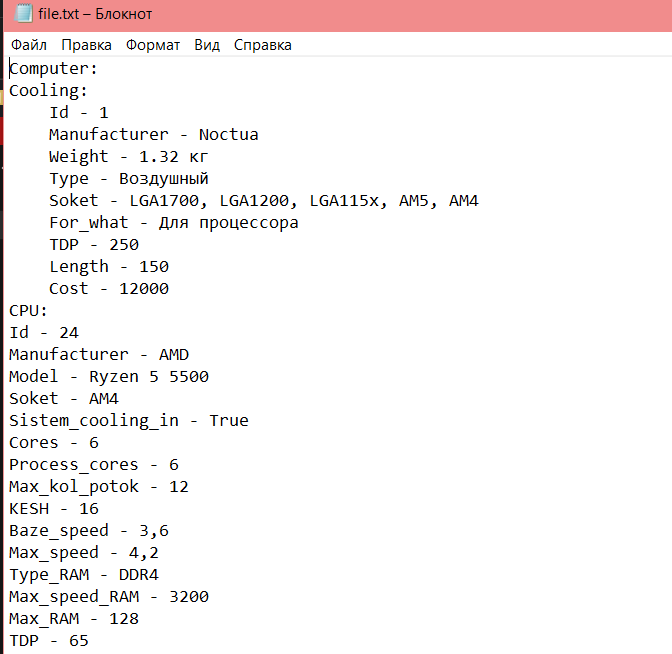 file.txt – Блокнот
Файл Правка Формат Вид Справка
Computer:
Cooling:
Id - 1
Manufacturer - Noctua
Weight - 1.32 кг
Type - Воздушный
Soket - LGA1700, LGA1200, LGA115x, AM5, AM4
For_what - Для процессора
TDP - 250
Length - 150
Cost - 12000
CPU:
Id - 24
Manufacturer - AMD
Model - Ryzen 5 5500
Soket - AM4
Sistem_cooling_in - True
Cores - 6
Process_cores - 6
Max_kol_potok - 12
KESH - 16
Baze_speed - 3,6
Max_speed - 4,2
Type_RAM - DDR4
Max_speed_RAM - 3200
Max_RAM - 128
TDP - 65